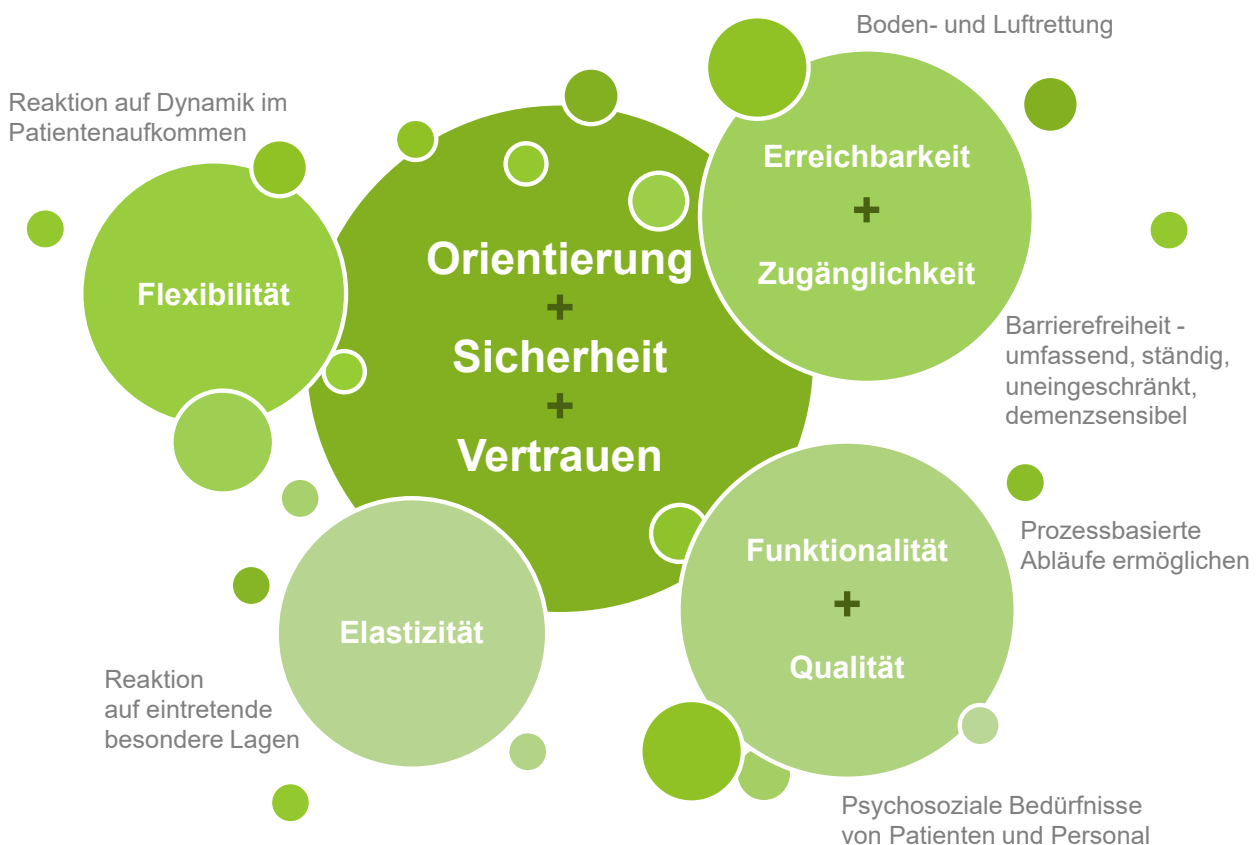 Boden- und Luftrettung
Reaktion auf Dynamik im
Patientenaufkommen
Erreichbarkeit
+
Zugänglichkeit
Orientierung
+
Sicherheit
+
Vertrauen
Flexibilität
Barrierefreiheit -
umfassend, ständig,
uneingeschränkt,
demenzsensibel
Funktionalität
+
Qualität
Prozessbasierte
Abläufe ermöglichen
Elastizität
Reaktion
auf eintretende
besondere Lagen
Psychosoziale Bedürfnisse
von Patienten und Personal